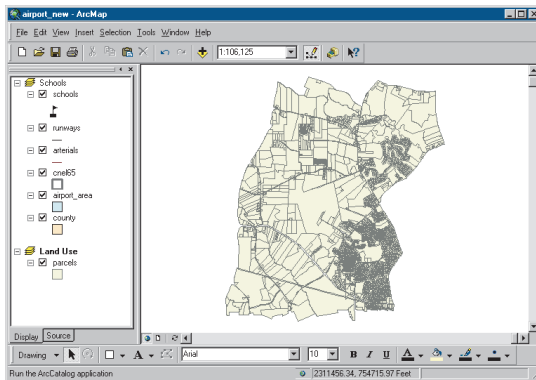 airport_new - ArcMap
File Edit View Insert Selection Tools Window Help
1:106,125
Schools
schools
runways
arterials
cnel65
airport_area
county
Land Use
parcels
Display Source
Drawing A Arial 10 B I U A
Run the ArcCatalog application 2311456.34, 754715.97 Feet